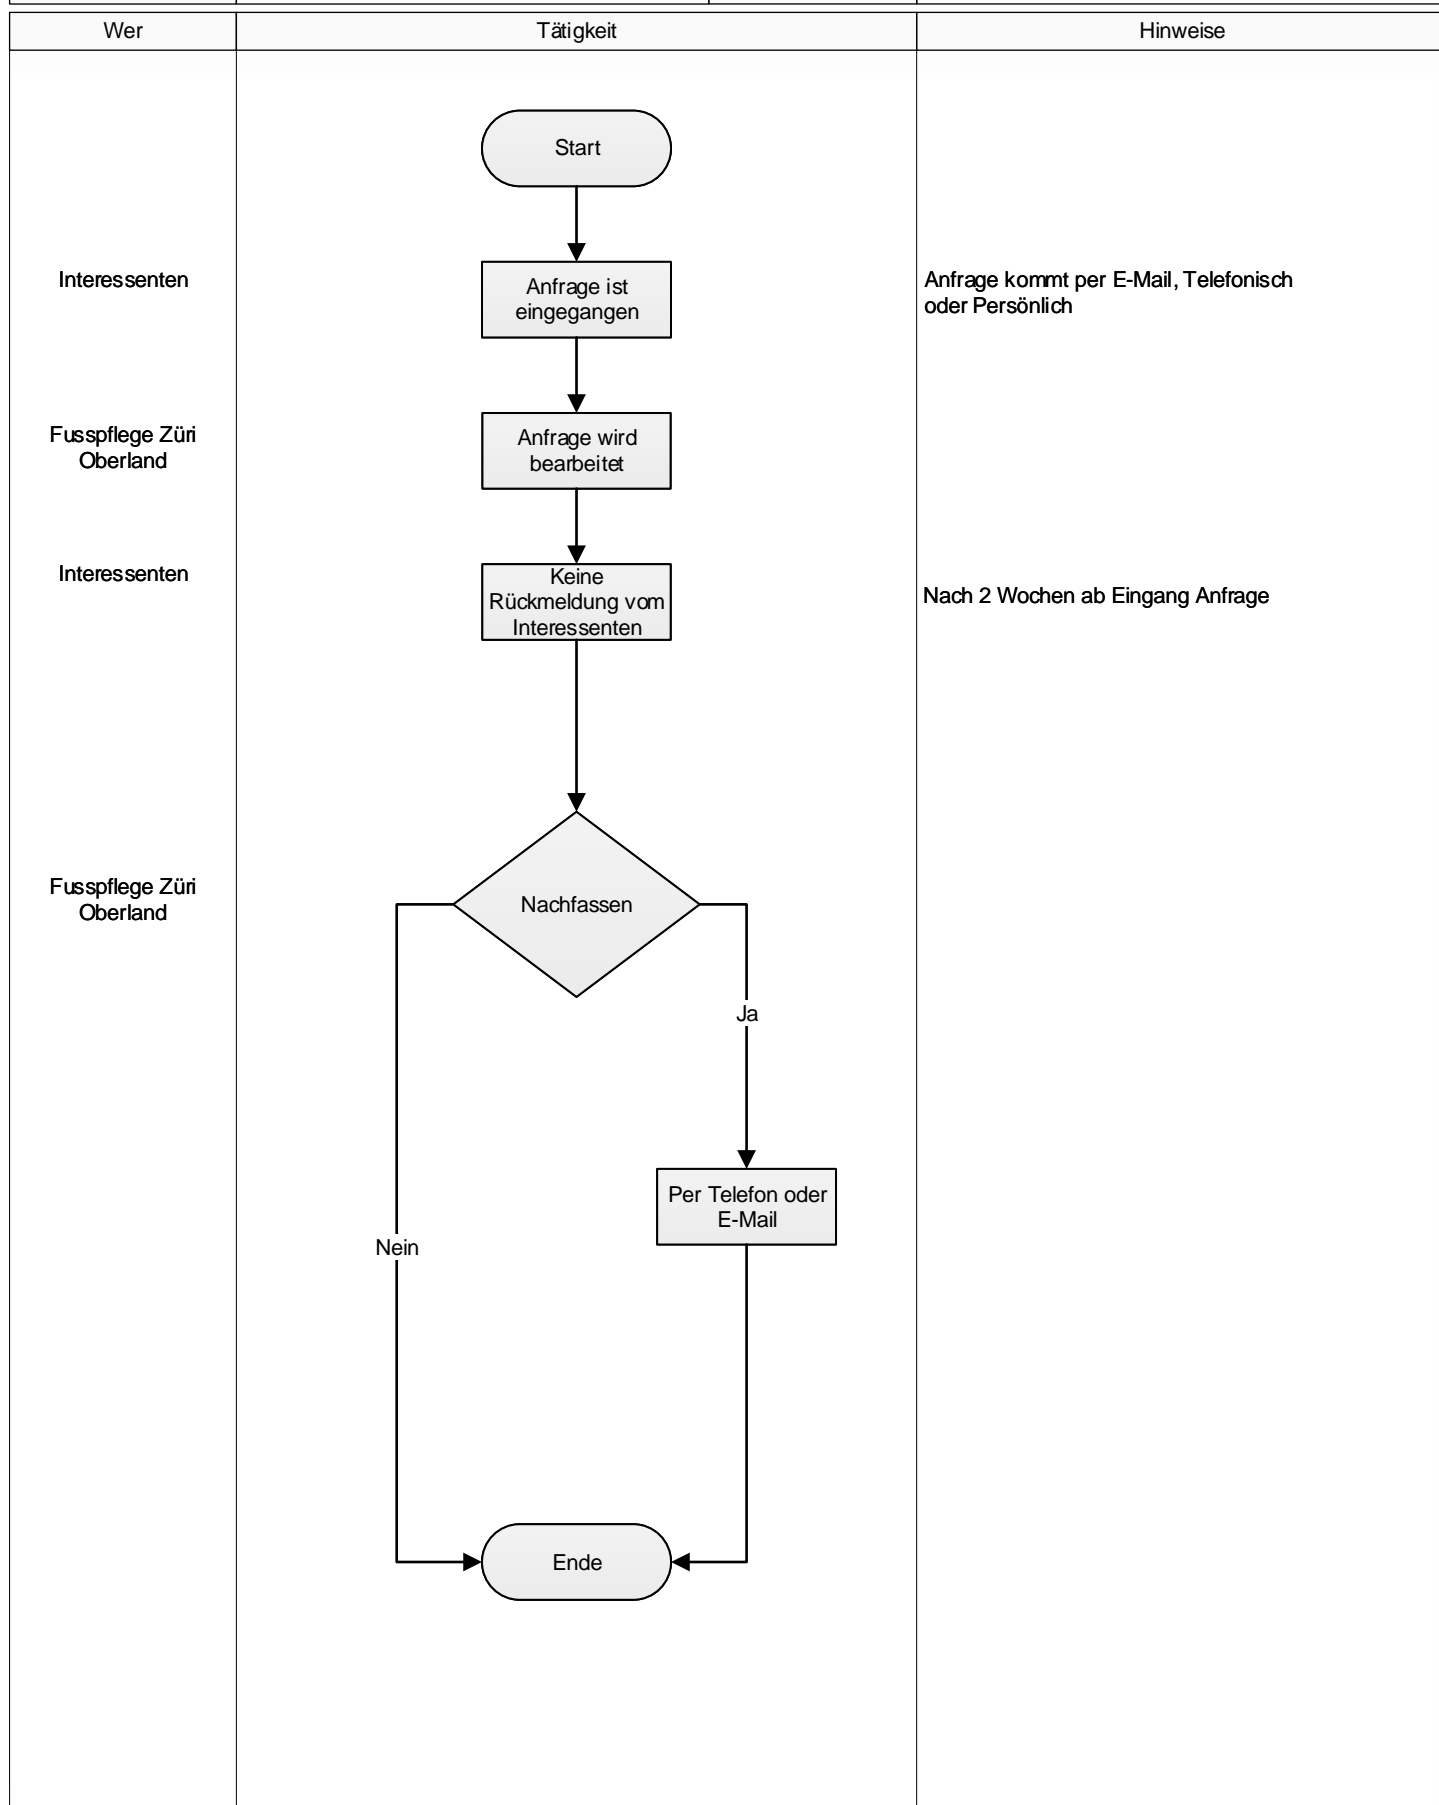 Wer
Tätigkeit
Hinweise
Start
Interessenten
Anfrage ist
eingegangen
Anfrage kommt per E-Mail, Telefonisch
oder Persönlich
Fusspflege Züri
Oberland
Anfrage wird
bearbeitet
Interessenten
Keine
Rückmeldung vom
Interessenten
Nach 2 Wochen ab Eingang Anfrage
Fusspflege Züri
Oberland
Nachfassen
Ja
Per Telefon oder
E-Mail
Nein
Ende